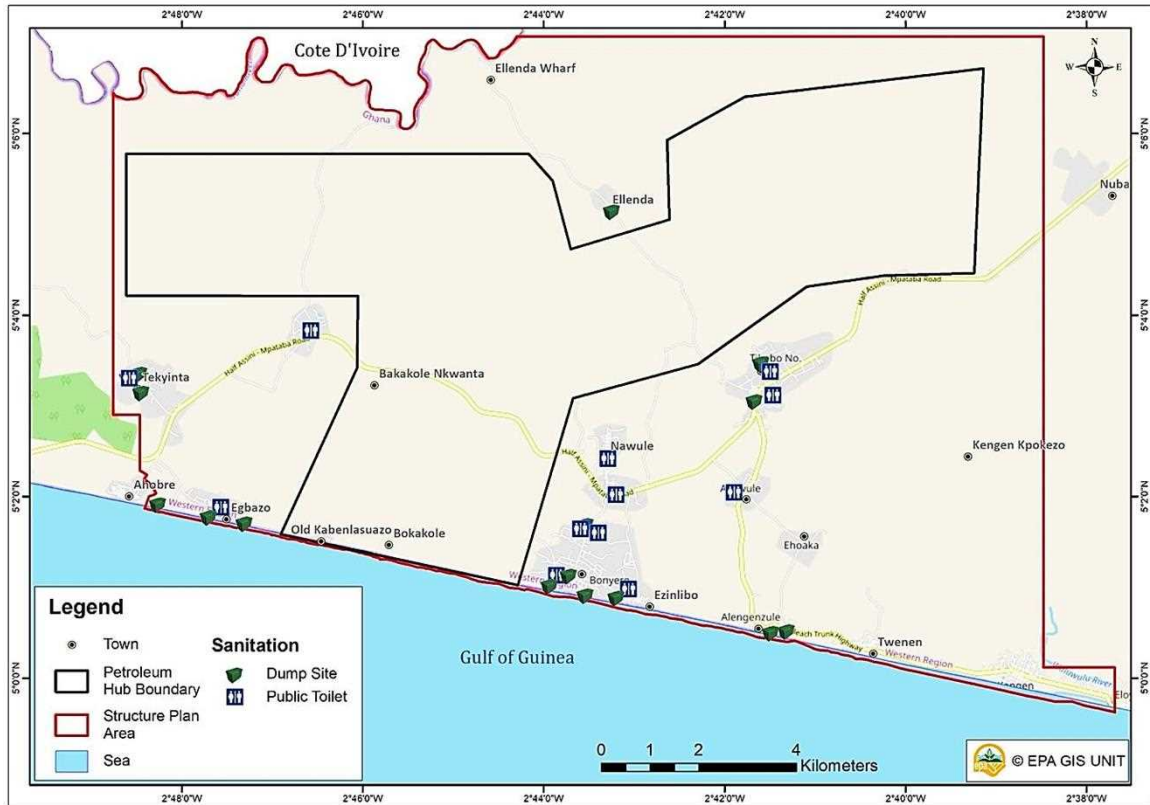 2°48'0"W 2°46'0"W 2°44'0"W 2°42'0"W 2°40'0"W 2°38'0"W
Cote D'Ivoire
N
W E
S
Ellenda Wharf
Ghana
5°6'0"N
Nuba
Ellenda
Half Assini - Mpataba Road
5°4'0"N 5°4'0"N
Half Assini - Mpataba Road
Tekyinta
Bakakole Nkwanta
Nawule
Kengen Kpokezo
5°2'0"N 5°2'0"N
Ahobre
Western
Egbazo
Old Kabenlasuazo
Bokakole
Ehoaka
Western Region
Bonyere
Ezinlibo
Alengenzule
Beach Trunk Highway
Twenen
Western Region
5°0'0"N 5°0'0"N
Gulf of Guinea
Legend
Town
Petroleum
Hub Boundary
Structure Plan
Area
Sea
Sanitation
Dump Site
Public Toilet
0 1 2 4
Kilometers
© EPA GIS UNIT
2°48'0"W 2°46'0"W 2°44'0"W 2°42'0"W 2°40'0"W 2°38'0"W